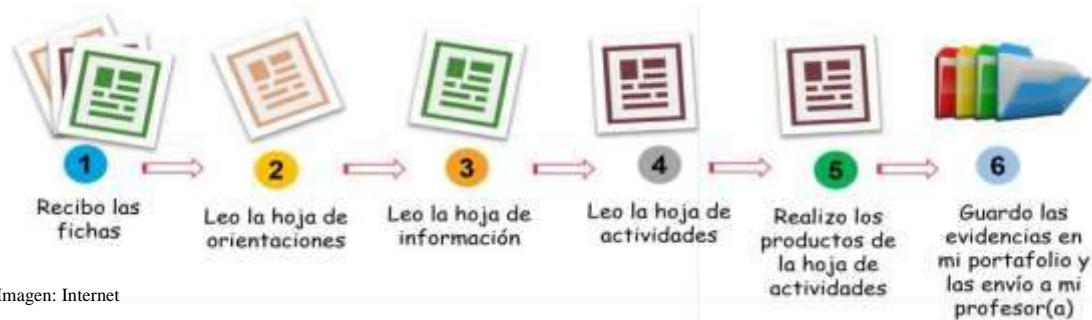 1
Recibo las
fichas
2
Leo la hoja de
orientaciones
3
Leo la hoja de
información
4
Leo la hoja de
actividades
5
Realizo los
productos de
la hoja de
actividades
6
Guardo las
evidencias en
mi portafolio y
las envío a mi
profesor(a)
Imagen: Internet